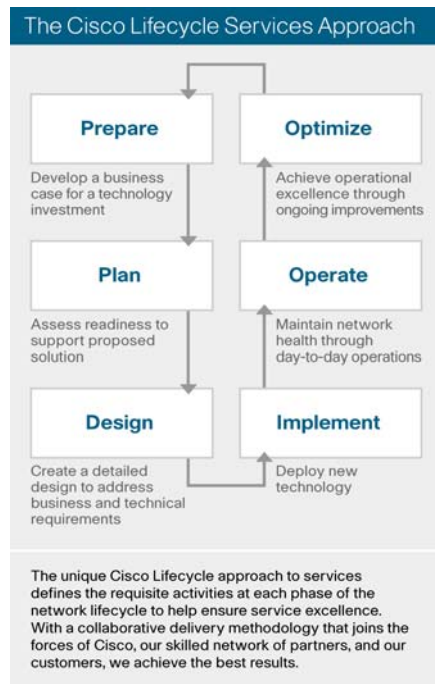 The Cisco Lifecycle Services Approach
Prepare
Develop a business
case for a technology
investment
Plan
Assess readiness to
support proposed
solution
Design
Create a detailed
design to address
business and technical
requirements
Implement
Deploy new
technology
Operate
Maintain network
health through
day-to-day operations
Optimize
Achieve operational
excellence through
ongoing improvements
The unique Cisco Lifecycle approach to services
defines the requisite activities at each phase of the
network lifecycle to help ensure service excellence.
With a collaborative delivery methodology that joins the
forces of Cisco, our skilled network of partners, and our
customers, we achieve the best results.